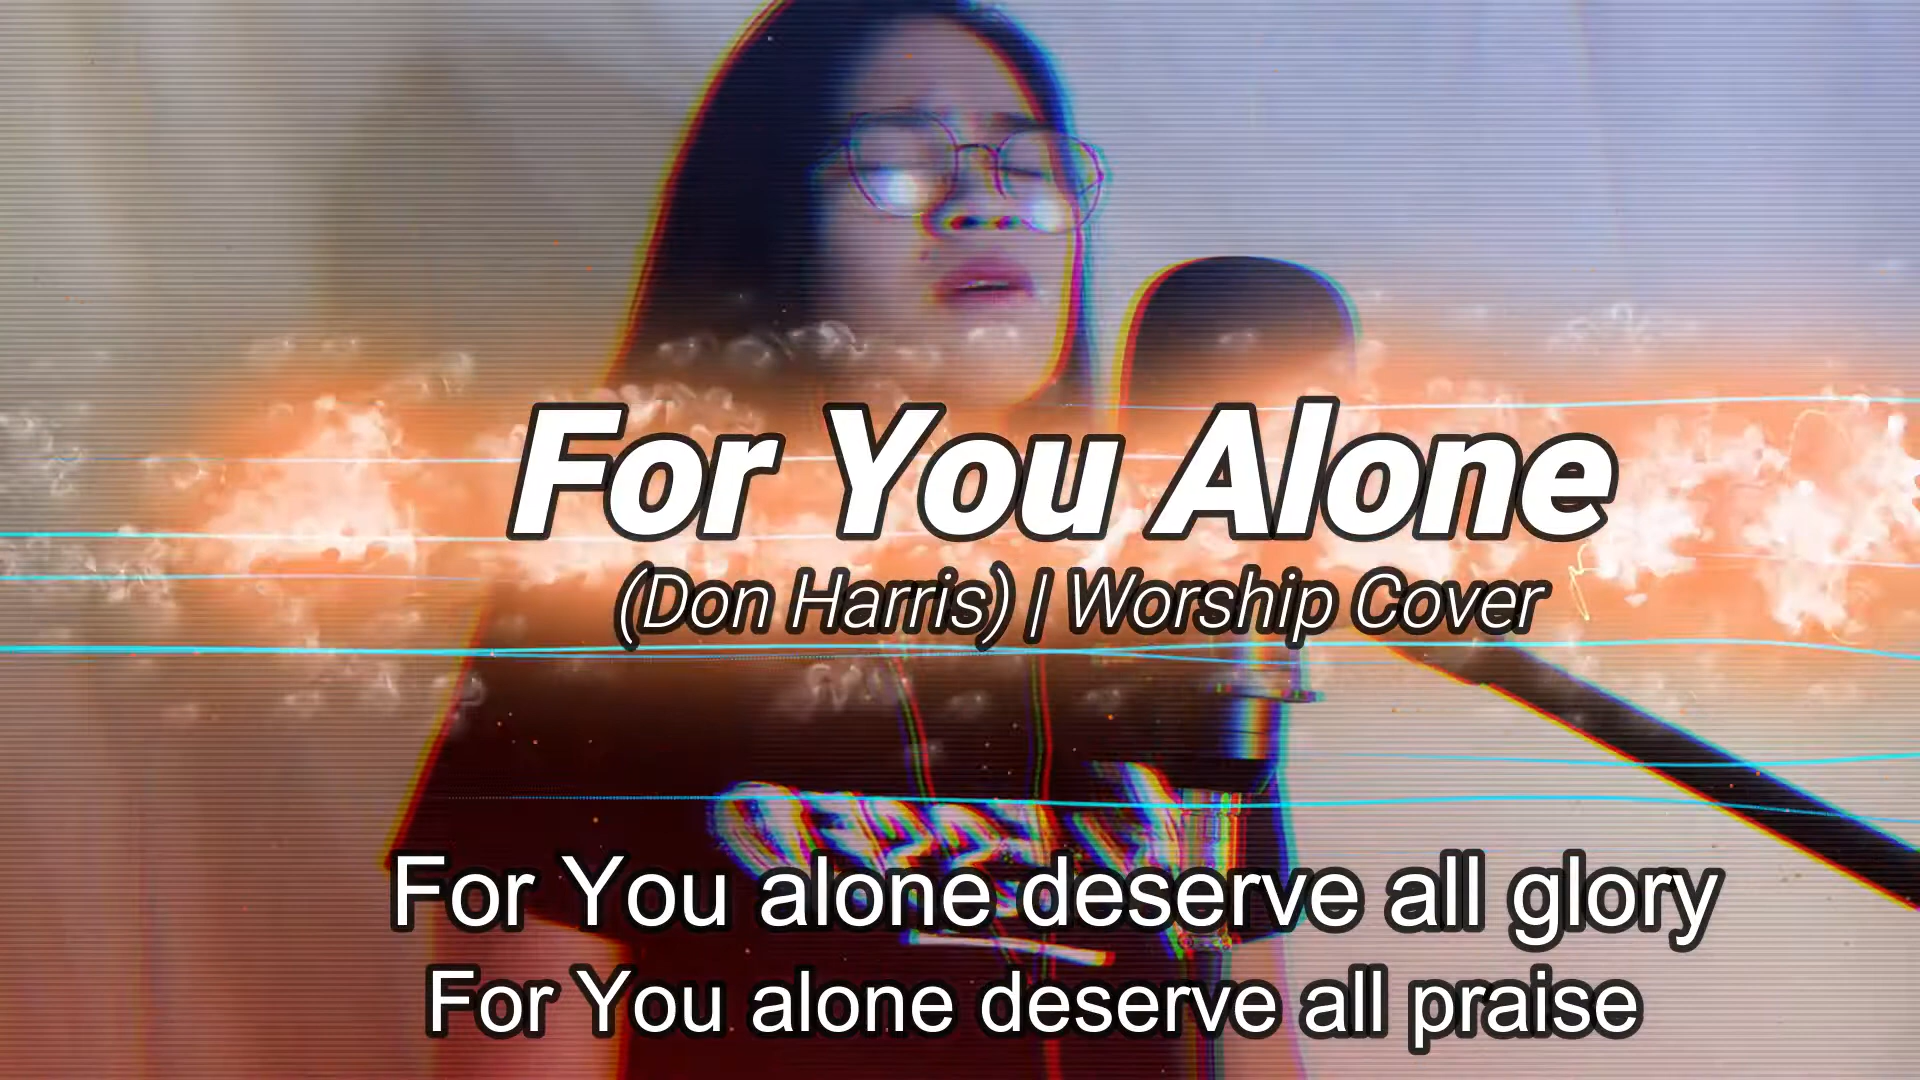 For You Alone
(Don Harris) | Worship Cover
For You alone deserve all glory
For You alone deserve all praise